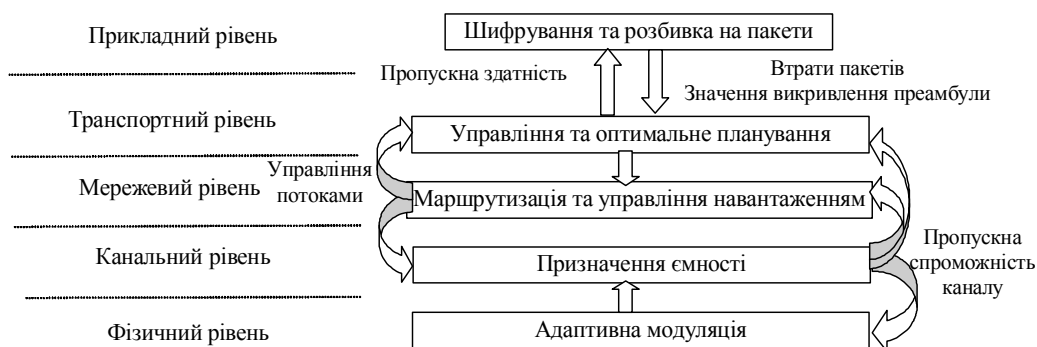 Прикладний рівень
Шифрування та розбивка на пакети
Пропускна здатність
Втрати пакетів
Значення викривлення преамбули
Транспортний рівень
Управління та оптимальне планування
Управління
потоками
Мережевий рівень
Маршрутизація та управління навантаженням
Канальний рівень
Призначення ємності
Пропускна
спроможність
каналу
Фізичний рівень
Адаптивна модуляція